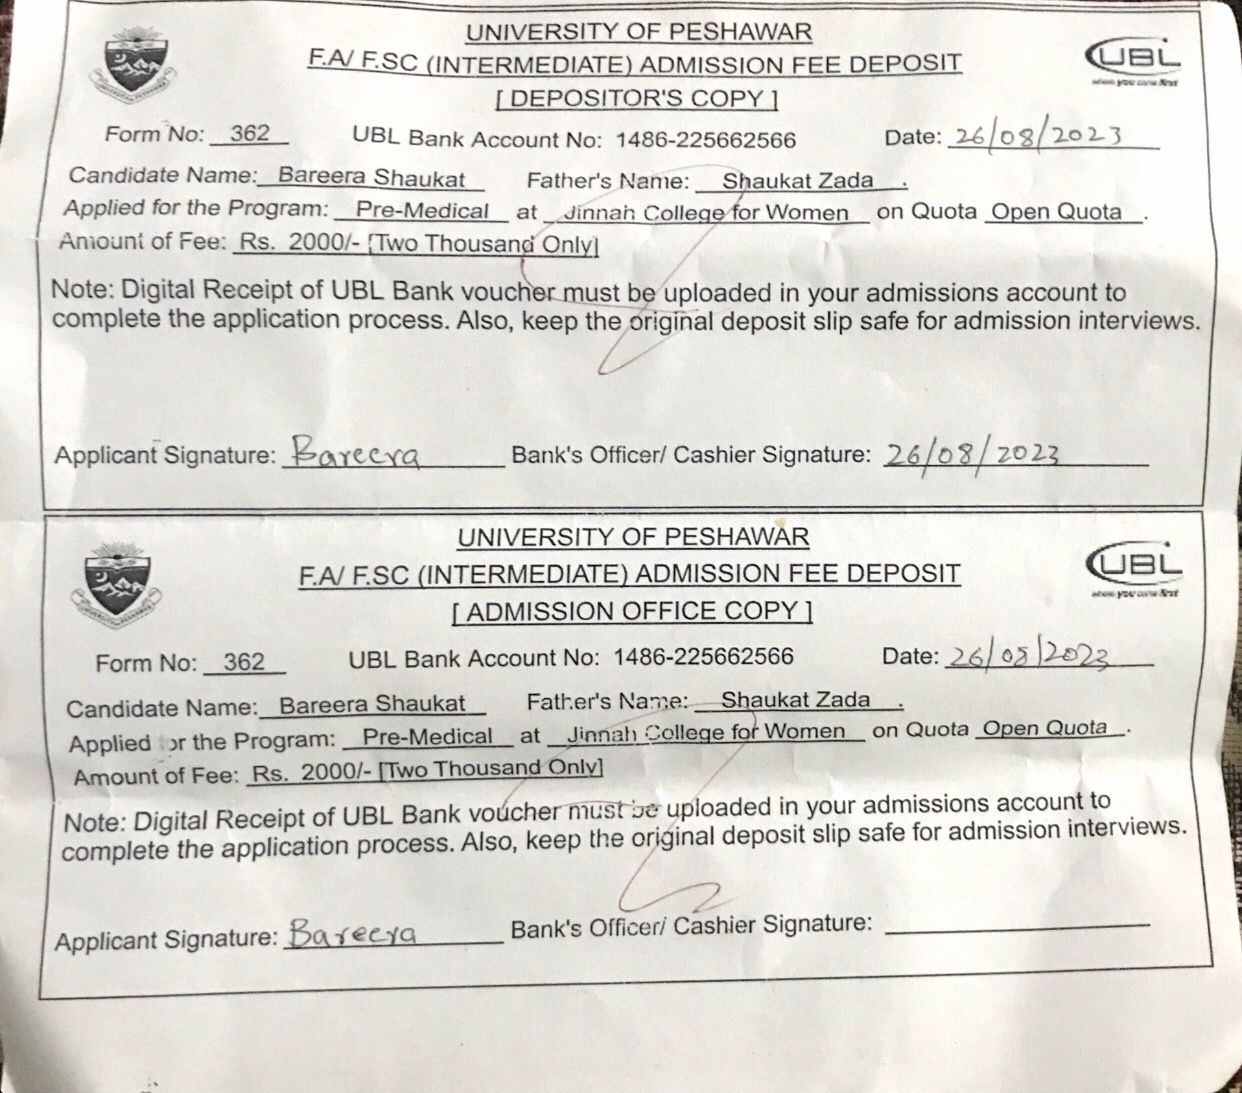 UNIVERSITY OF PESHAWAR
F.A/ F.SC (INTERMEDIATE) ADMISSION FEE DEPOSIT
[ DEPOSITOR'S COPY ]
UBL
where you come first
Form No: 362 UBL Bank Account No: 1486-225662566 Date: 26/08/2023
Candidate Name: Bareera Shaukat Father's Name: Shaukat Zada .
Applied for the Program: Pre-Medical at Jinnah College for Women on Quota Open Quota .
Amount of Fee: Rs. 2000/- [Two Thousand Only]
Note: Digital Receipt of UBL Bank voucher must be uploaded in your admissions account to
complete the application process. Also, keep the original deposit slip safe for admission interviews.
Applicant Signature: Bareera Bank's Officer/ Cashier Signature: 26/08/2023
UNIVERSITY OF PESHAWAR
F.A/ F.SC (INTERMEDIATE) ADMISSION FEE DEPOSIT
[ ADMISSION OFFICE COPY ]
UBL
where you come first
Form No: 362 UBL Bank Account No: 1486-225662566 Date: 26/08/2023
Candidate Name: Bareera Shaukat Father's Name: Shaukat Zada .
Applied for the Program: Pre-Medical at Jinnah College for Women on Quota Open Quota .
Amount of Fee: Rs. 2000/- [Two Thousand Only]
Note: Digital Receipt of UBL Bank voucher must be uploaded in your admissions account to
complete the application process. Also, keep the original deposit slip safe for admission interviews.
Applicant Signature: Bareera Bank's Officer/ Cashier Signature: